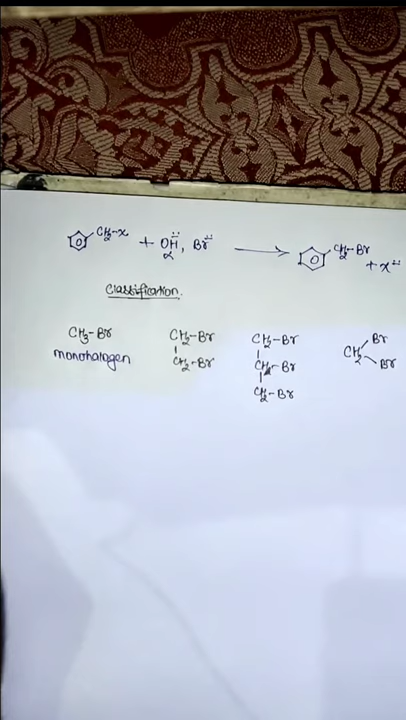 CH2-X + OH, Br → CH2-Br + X
Classification.
CH3-Br
monohalogen
CH2-Br
CH2-Br
CH2-Br
CH-Br
CH2-Br
CH2 Br
Br